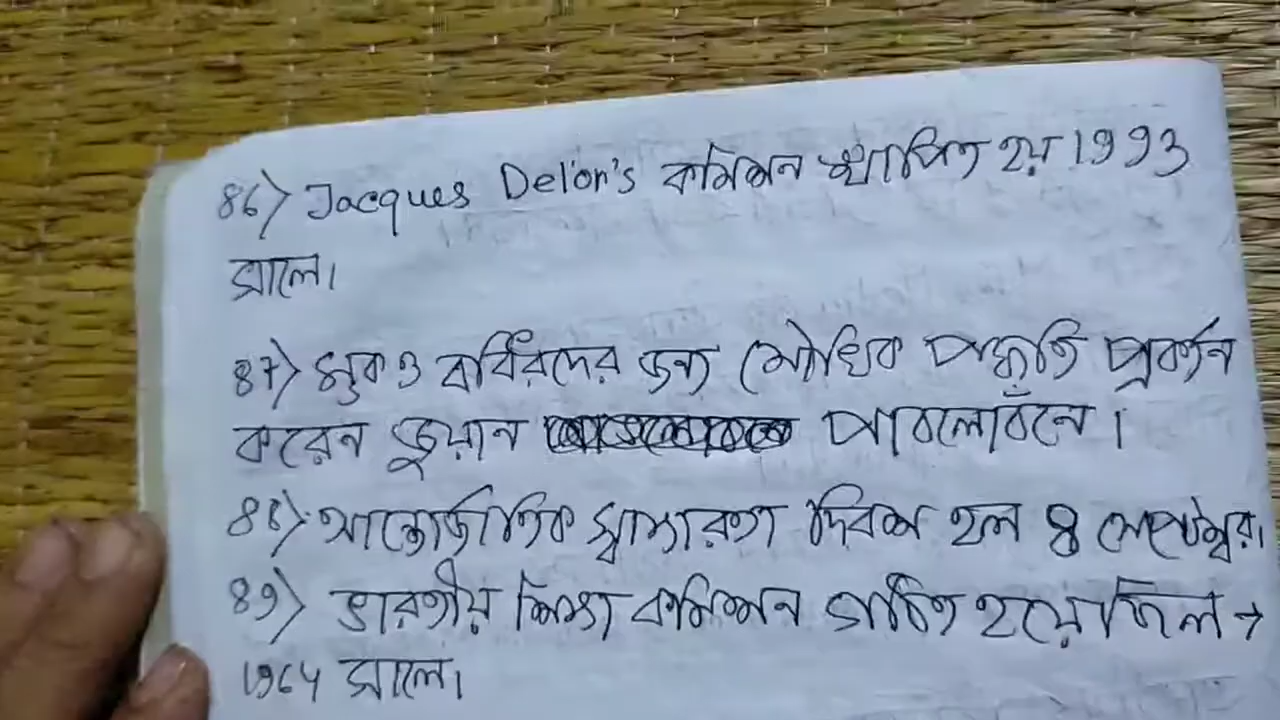 86) Jacques Delor's কমিশন স্থাপিত হয় 1993
সালে।
87) মুক ও বধিরদের জন্য মৌখিক পদ্ধতি প্রবর্তন
করেন জুয়ান পাবলো বঁনে।
88) আন্তর্জাতিক স্বাক্ষরতা দিবস হল 8 সেপ্টেম্বর।
89) ভারতীয় শিক্ষা কমিশন গঠিত হয়েছিল →
1964 সালে।